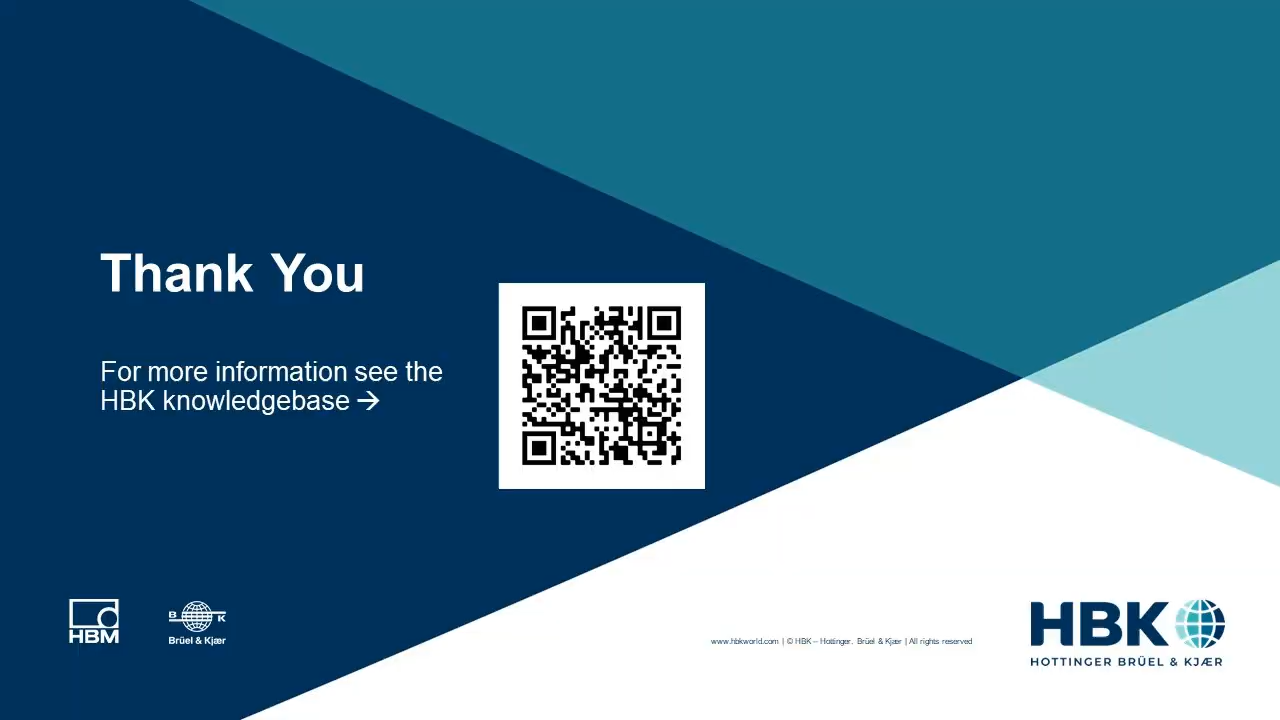 Thank You
For more information see the
HBK knowledgebase →
HBM
B K
Brüel & Kjær
www.hbkworld.com | © HBK – Hottinger. Brüel & Kjær | All rights reserved
HBK
HOTTINGER BRÜEL & KJÆR